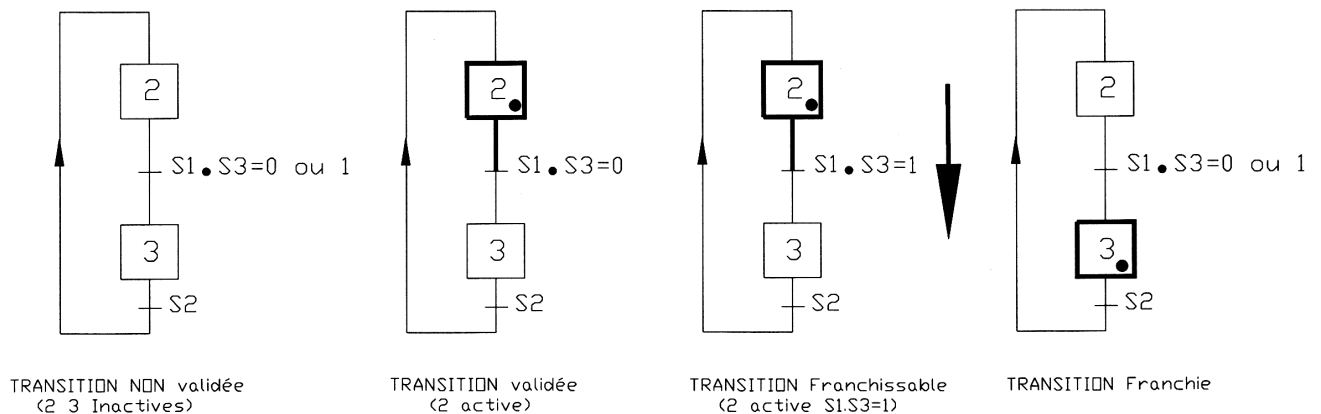 2
S1.S3=0 ou 1
3
S2
TRANSITION NON validée
(2 3 Inactives)
2
S1.S3=0
3
S2
TRANSITION validée
(2 active)
2
S1.S3=1
3
S2
TRANSITION Franchissable
(2 active S1.S3=1)
2
S1.S3=0 ou 1
3
S2
TRANSITION Franchie